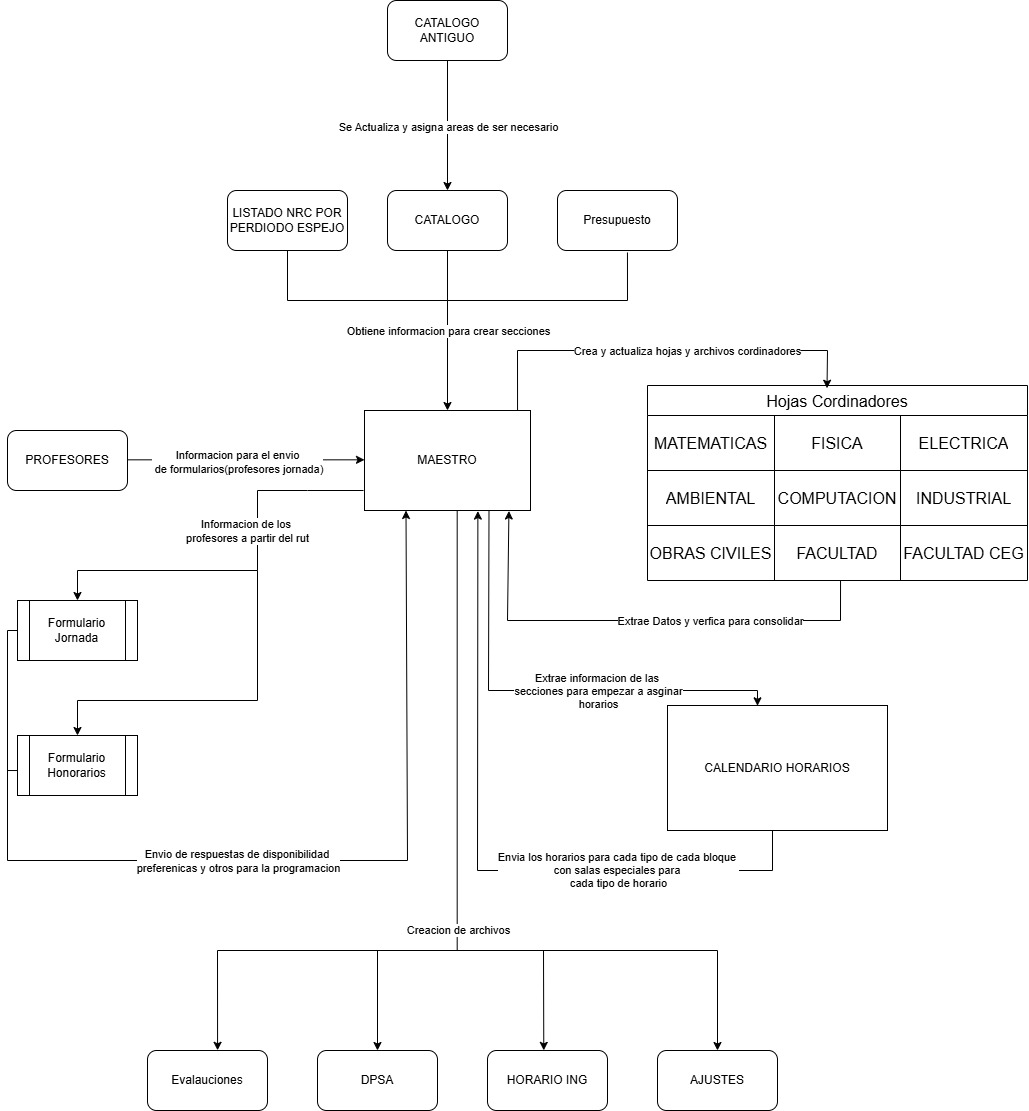 CATALOGO
ANTIGUO
Se Actualiza y asigna areas de ser necesario
LISTADO NRC POR
PERDIODO ESPEJO
CATALOGO
Presupuesto
Obtiene informacion para crear secciones
Crea y actualiza hojas y archivos cordinadores
Hojas Cordinadores
MATEMATICAS
FISICA
ELECTRICA
AMBIENTAL
COMPUTACION
INDUSTRIAL
OBRAS CIVILES
FACULTAD
FACULTAD CEG
PROFESORES
Informacion para el envio
de formularios(profesores jornada)
MAESTRO
Informacion de los
profesores a partir del rut
Formulario
Jornada
Extrae Datos y verfica para consolidar
Extrae informacion de las
secciones para empezar a asginar
horarios
Formulario
Honorarios
CALENDARIO HORARIOS
Envio de respuestas de disponibilidad
preferenicas y otros para la programacion
Envia los horarios para cada tipo de cada bloque
con salas especiales para
cada tipo de horario
Creacion de archivos
Evalauciones
DPSA
HORARIO ING
AJUSTES